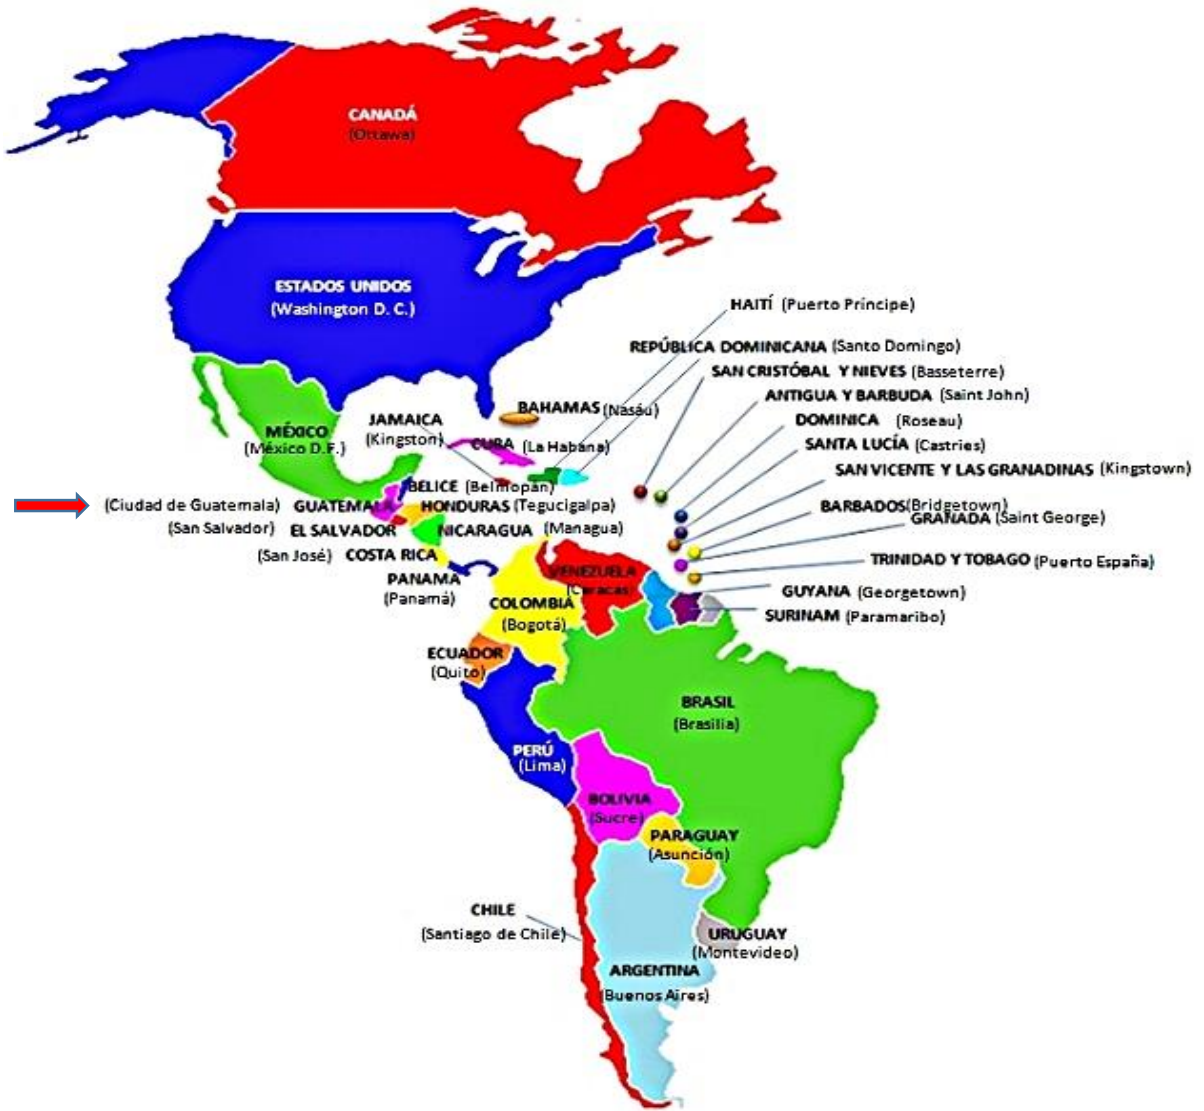 CANADÁ
(Ottawa)
ESTADOS UNIDOS
(Washington D. C.)
HAITÍ (Puerto Príncipe)
REPÚBLICA DOMINICANA (Santo Domingo)
SAN CRISTÓBAL Y NIEVES (Basseterre)
ANTIGUA Y BARBUDA (Saint John)
DOMINICA (Roseau)
SANTA LUCÍA (Castries)
SAN VICENTE Y LAS GRANADINAS (Kingstown)
BARBADOS (Bridgetown)
GRANADA (Saint George)
TRINIDAD Y TOBAGO (Puerto España)
GUYANA (Georgetown)
SURINAM (Paramaribo)
BAHAMAS (Nasáu)
JAMAICA
(Kingston)
CUBA (La Habana)
MÉXICO
(México D.F.)
BELICE (Belmopán)
(Ciudad de Guatemala) GUATEMALA
HONDURAS (Tegucigalpa)
(San Salvador) EL SALVADOR
NICARAGUA (Managua)
(San José) COSTA RICA
PANAMA
(Panamá)
VENEZUELA
(Caracas)
COLOMBIA
(Bogotá)
ECUADOR
(Quito)
BRASIL
(Brasilia)
PERÚ
(Lima)
BOLIVIA
(Sucre)
PARAGUAY
(Asunción)
CHILE
(Santiago de Chile)
URUGUAY
(Montevideo)
ARGENTINA
(Buenos Aires)